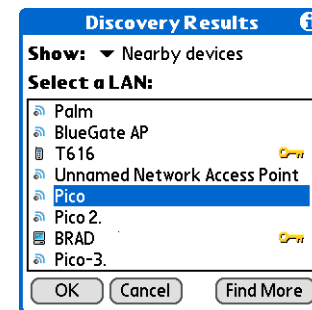 Discovery Results
Show: Nearby devices
Select a LAN:
Palm
BlueGate AP
T616
Unnamed Network Access Point
Pico
Pico 2.
BRAD
Pico-3.
OK Cancel Find More